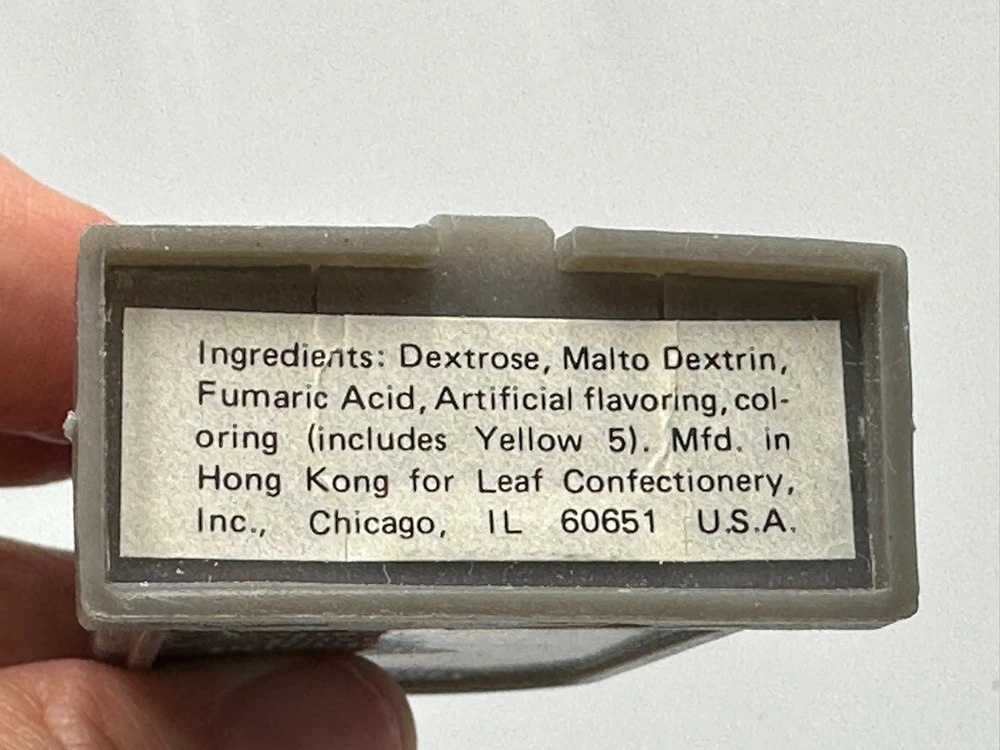 Ingredients: Dextrose, Malto Dextrin,
Fumaric Acid, Artificial flavoring, col-
oring (includes Yellow 5). Mfd. in
Hong Kong for Leaf Confectionery,
Inc., Chicago, IL 60651 U.S.A.